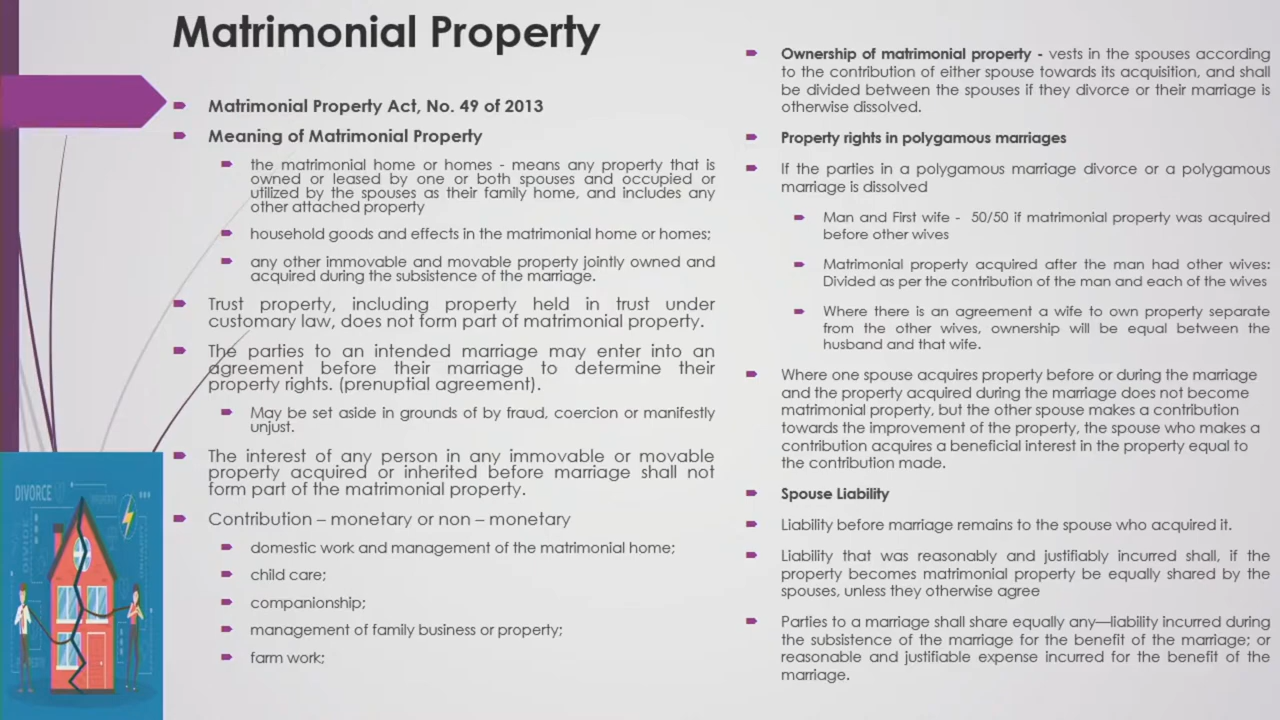 Matrimonial Property
Matrimonial Property Act, No. 49 of 2013
Meaning of Matrimonial Property
the matrimonial home or homes - means any property that is
owned or leased by one or both spouses and occupied or
utilized by the spouses as their family home, and includes any
other attached property
household goods and effects in the matrimonial home or homes;
any other immovable and movable property jointly owned and
acquired during the subsistence of the marriage.
Trust property, including property held in trust under
customary law, does not form part of matrimonial property.
The parties to an intended marriage may enter into an
agreement before their marriage to determine their
property rights. (prenuptial agreement).
May be set aside in grounds of by fraud, coercion or manifestly
unjust.
The interest of any person in any immovable or movable
property acquired or inherited before marriage shall not
form part of the matrimonial property.
Contribution – monetary or non – monetary
domestic work and management of the matrimonial home;
child care;
companionship;
management of family business or property;
farm work;
Ownership of matrimonial property - vests in the spouses according
to the contribution of either spouse towards its acquisition, and shall
be divided between the spouses if they divorce or their marriage is
otherwise dissolved.
Property rights in polygamous marriages
If the parties in a polygamous marriage divorce or a polygamous
marriage is dissolved
Man and First wife - 50/50 if matrimonial property was acquired
before other wives
Matrimonial property acquired after the man had other wives:
Divided as per the contribution of the man and each of the wives
Where there is an agreement a wife to own property separate
from the other wives, ownership will be equal between the
husband and that wife.
Where one spouse acquires property before or during the marriage
and the property acquired during the marriage does not become
matrimonial property, but the other spouse makes a contribution
towards the improvement of the property, the spouse who makes a
contribution acquires a beneficial interest in the property equal to
the contribution made.
Spouse Liability
Liability before marriage remains to the spouse who acquired it.
Liability that was reasonably and justifiably incurred shall, if the
property becomes matrimonial property be equally shared by the
spouses, unless they otherwise agree
Parties to a marriage shall share equally any—liability incurred during
the subsistence of the marriage for the benefit of the marriage; or
reasonable and justifiable expense incurred for the benefit of the
marriage.
DIVORCE
DIVIDE